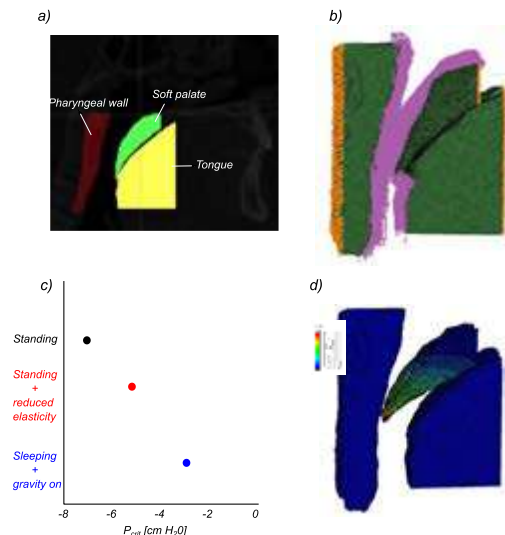 a)
b)
Soft palate
Pharyngeal wall
Tongue
c)
d)
Standing
Standing
+
reduced
elasticity
Sleeping
+
gravity on
-8 -6 -4 -2 0
P_crit [cm H_20]